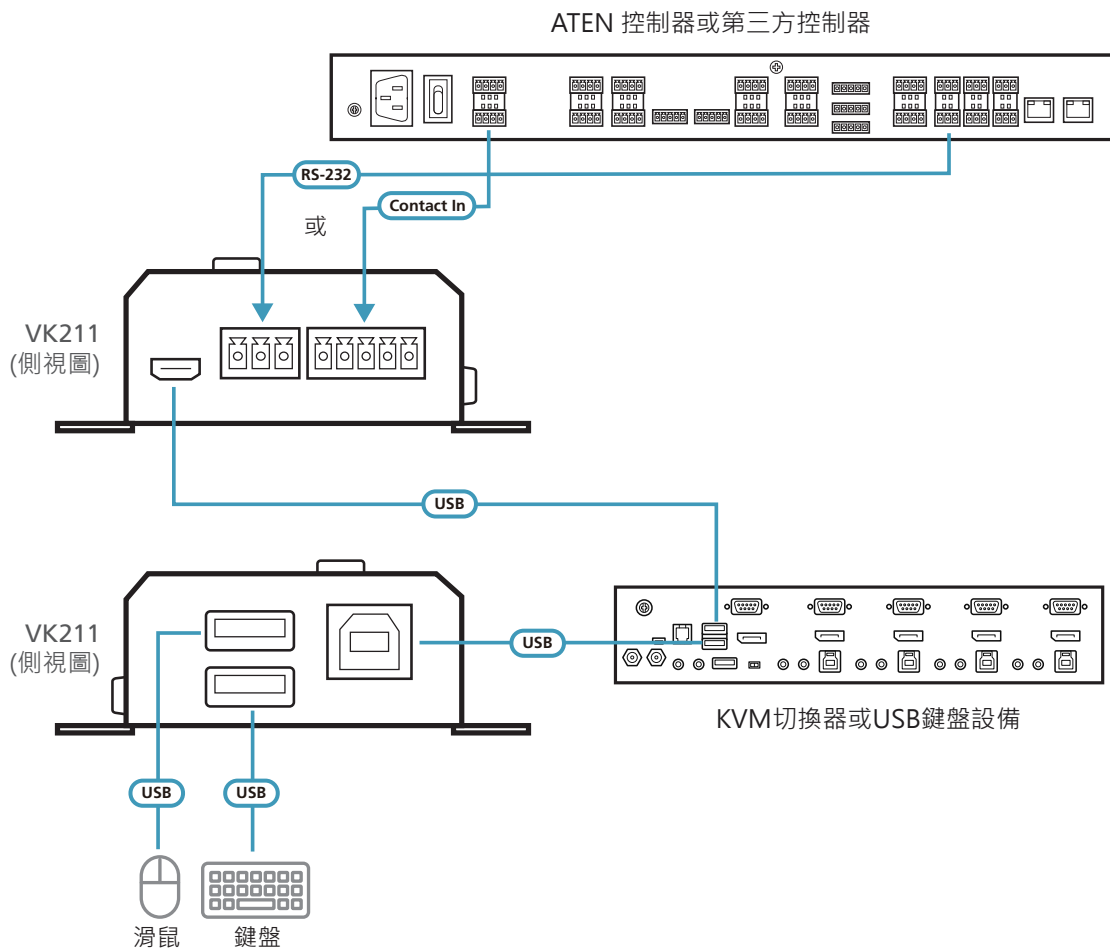 ATEN 控制器或第三方控制器
RS-232
Contact In
或
VK211
(側視圖)
USB
VK211
(側視圖)
USB
KVM切換器或USB鍵盤設備
USB
USB
滑鼠
鍵盤